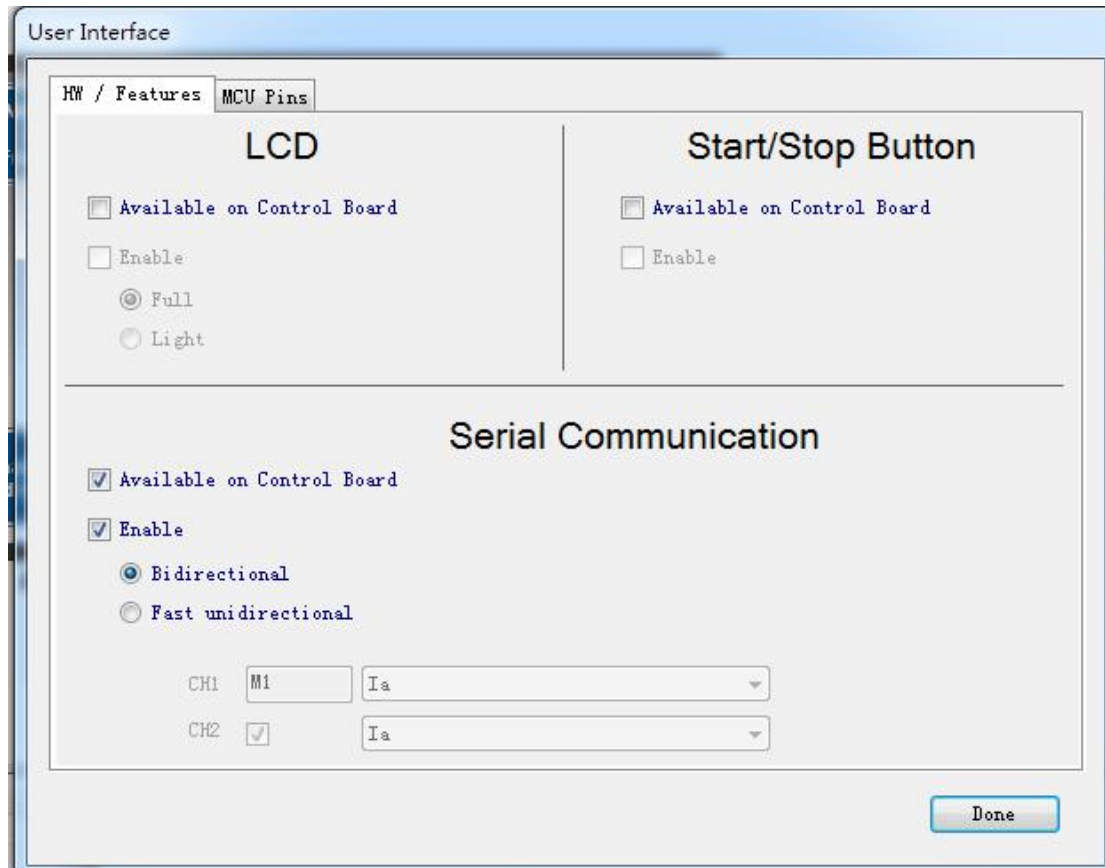 User Interface
HW / Features MCU Pins
LCD
Available on Control Board
Enable
Full
Light
Start/Stop Button
Available on Control Board
Enable
Serial Communication
Available on Control Board
Enable
Bidirectional
Fast unidirectional
CH1 M1 Ia
CH2 Ia
Done